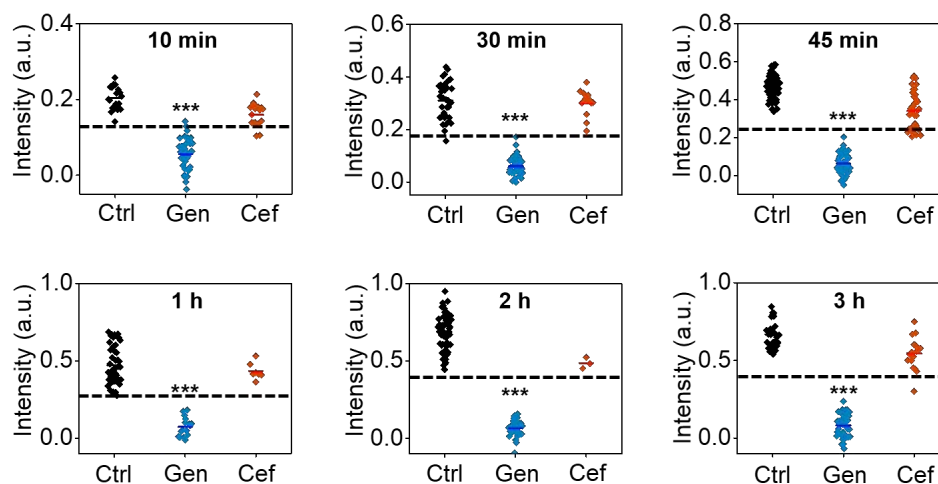 Intensity (a.u.)
0.4
0.2
0.0
10 min
***
Ctrl Gen Cef
Intensity (a.u.)
0.6
0.4
0.2
0.0
30 min
***
Ctrl Gen Cef
Intensity (a.u.)
0.8
0.6
0.4
0.2
0.0
45 min
***
Ctrl Gen Cef
Intensity (a.u.)
1.0
0.5
0.0
1 h
***
Ctrl Gen Cef
Intensity (a.u.)
1.0
0.5
0.0
2 h
***
Ctrl Gen Cef
Intensity (a.u.)
1.0
0.5
0.0
3 h
***
Ctrl Gen Cef